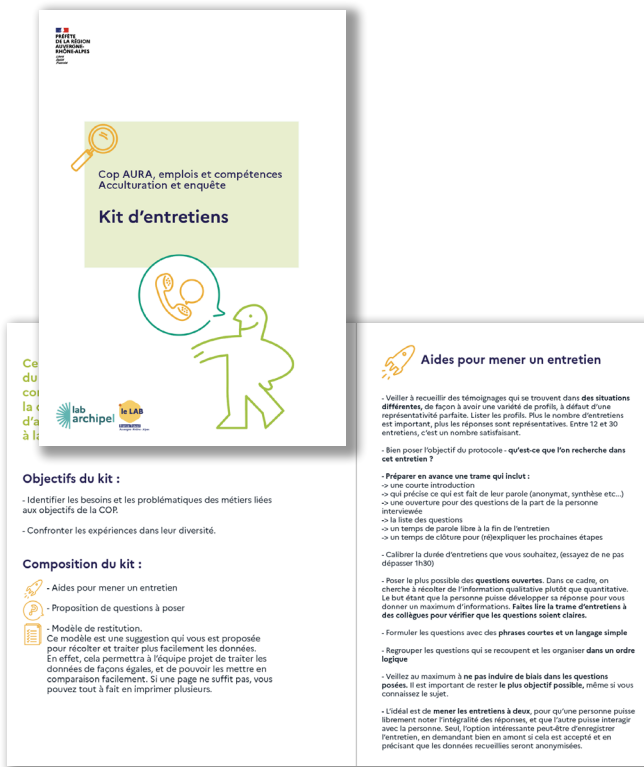 PRÉFÈTE
DE LA RÉGION
AUVERGNE-
RHÔNE-ALPES
Liberté
Égalité
Fraternité
Cop AURA, emplois et compétences
Acculturation et enquête
Kit d’entretiens
lab
archipel
le LAB
Ce
du
la
d’a
à la
Objectifs du kit :
- Identifier les besoins et les problématiques des métiers liées
aux objectifs de la COP.
- Confronter les expériences dans leur diversité.
Composition du kit :
- Aides pour mener un entretien
- Proposition de questions à poser
- Modèle de restitution.
Ce modèle est une suggestion qui vous est proposée
pour récolter et traiter plus facilement les données.
En effet, cela permettra à l’équipe projet de traiter les
données de façons égales, et de pouvoir les mettre en
comparaison facilement. Si une page ne suffit pas, vous
pouvez tout à fait en imprimer plusieurs.
Aides pour mener un entretien
- Veiller à recueillir des témoignages qui se trouvent dans des situations
différentes, de façon à avoir une variété de profils, à défaut d’une
représentativité parfaite. Lister les profils. Plus le nombre d’entretiens
est important, plus les réponses sont représentatives. Entre 12 et 30
entretiens, c’est un nombre satisfaisant.
- Bien poser l’objectif du protocole - qu’est-ce que l’on recherche dans
cet entretien ?
- Préparer en avance une trame qui inclut :
-> une courte introduction
-> qui précise ce qui est fait de leur parole (anonymat, synthèse etc...)
-> une ouverture pour des questions de la part de la personne
interviewée
-> la liste des questions
-> un temps de parole libre à la fin de l’entretien
-> un temps de clôture pour (ré)expliquer les prochaines étapes
- Calibrer la durée d’entretiens que vous souhaitez, (essayez de ne pas
dépasser 1h30)
- Poser le plus possible des questions ouvertes. Dans ce cadre, on
cherche à récolter de l’information qualitative plutôt que quantitative.
Le but étant que la personne puisse développer sa réponse pour vous
donner un maximum d’informations. Faites lire la trame d’entretiens à
des collègues pour vérifier que les questions soient claires.
- Formuler les questions avec des phrases courtes et un langage simple
- Regrouper les questions qui se recoupent et les organiser dans un ordre
logique
- Veillez au maximum à ne pas induire de biais dans les questions
posées. Il est important de rester le plus objectif possible, même si vous
connaissez le sujet.
- L’idéal est de mener les entretiens à deux, pour qu’une personne puisse
librement noter l’intégralité des réponses, et que l’autre puisse interagir
avec la personne. Seul, l’option intéressante peut-être d’enregistrer
l’entretien, en demandant bien en amont si cela est accepté et en
précisant que les données recueillies seront anonymisées.